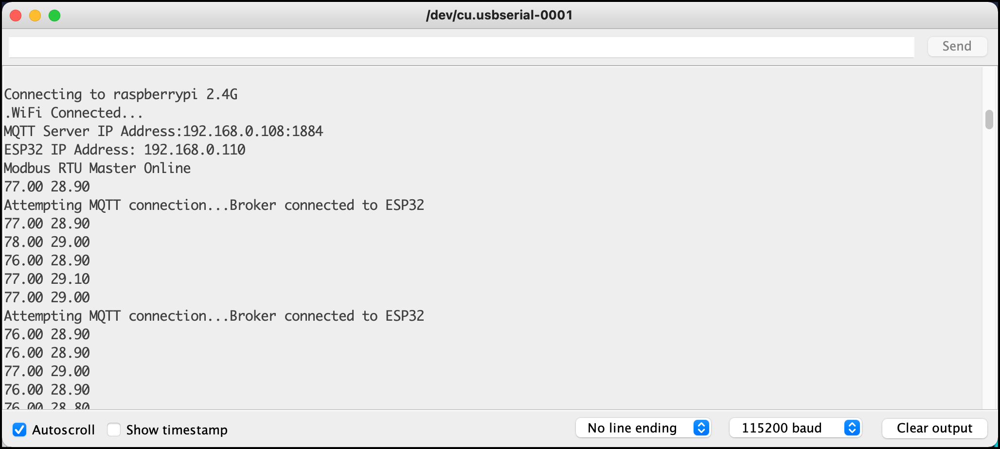 /dev/cu.usbserial-0001
Send
Connecting to raspberrypi 2.4G
.WiFi Connected...
MQTT Server IP Address:192.168.0.108:1884
ESP32 IP Address: 192.168.0.110
Modbus RTU Master Online
77.00 28.90
Attempting MQTT connection...Broker connected to ESP32
77.00 28.90
78.00 29.00
76.00 28.90
77.00 29.10
77.00 29.00
Attempting MQTT connection...Broker connected to ESP32
76.00 28.90
76.00 28.90
77.00 29.00
76.00 28.90
76.00 28.80
Autoscroll Show timestamp No line ending 115200 baud Clear output